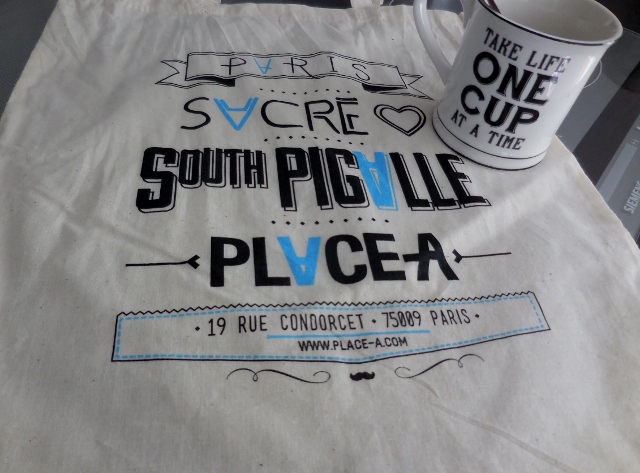 PARIS
SACRÉ
SOUTH PIGALLE
PLACE-A
· 19 RUE CONDORCET · 75009 PARIS ·
WWW.PLACE-A.COM
TAKE LIFE
ONE
CUP
AT A TIME
SIEMENS